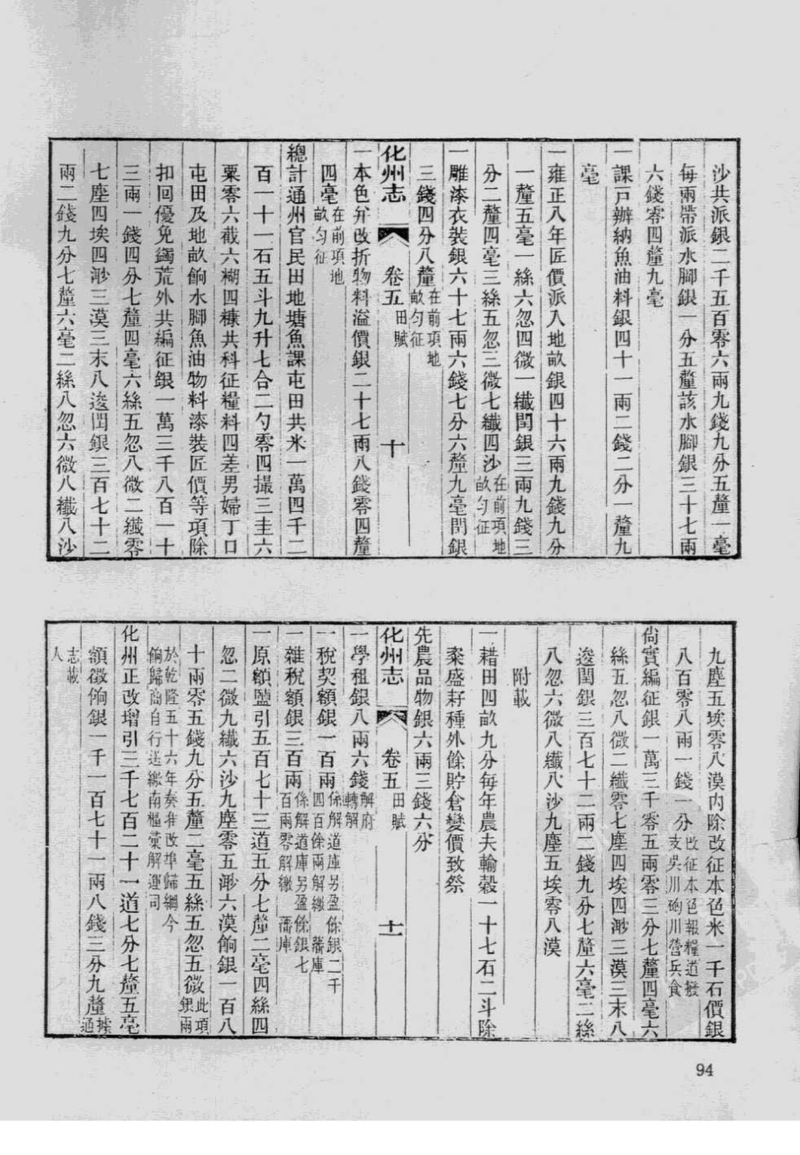 沙共派銀二千五百零六兩九錢九分五釐一毫
每兩帶派水腳銀一分五釐該水腳銀三十七兩
六錢零四釐九毫
一課戸辦納魚油料銀四十一兩二錢二分一釐九
毫
一雍正八年匠價派入地畝銀四十六兩九錢九分
一釐五毫一絲六忽四微一纖閏銀三兩九錢三
分二釐四毫三絲五忽三微七纖四沙在前項地畝勻征
一雕漆衣裝銀六十七兩六錢七分六釐九毫閏銀
三錢四分八釐在前項地畝勻征
化州志 卷五 田賦 十
一本色弁改折物料溢價銀二十七兩八錢零四釐
四毫在前項地畝勻征
總計通州官民田地塘魚課屯田共米一萬四千二
百一十一石五斗九升七合二勺零四撮三圭六
粟零六截六糊四糠共科征糧料四差男婦丁口
屯田及地畝餉水腳魚油物料漆裝匠價等項除
扣回優免蠲荒外共編征銀一萬三千八百一十
三兩一錢四分七釐四毫六絲五忽八微二纖零
七塵四埃四渺三漠三末八逡閏銀三百七十二
兩二錢九分七釐六毫二絲八忽六微八纖八沙
九塵五埃零八漠內除改征本色米一千石價銀
八百零八兩一錢一分改征本色報糧道撥支吳川硇川營兵食
尚實編征銀一萬三千零五兩零三分七釐四毫六
絲五忽八微二纖零七塵四埃四渺三漠三末八
逡閏銀三百七十二兩二錢九分七釐六毫二絲
八忽六微八纖八沙九塵五埃零八漠
附載
一耤田四畝九分每年農夫輸穀一十七石二斗除
粢盛籽種外餘貯倉變價致祭
先農品物銀六兩三錢六分
化州志 卷五 田賦 十一
一學租銀八兩六錢解府轉解
一稅契額銀一百兩係解道庫另盈餘銀二千四百餘兩解繳藩庫
一雜稅額銀三百兩係解道庫另盈餘銀七百兩零解繳藩庫
一原額鹽引五百七十三道五分七釐二毫四絲四
忽二微九纖六沙九塵零五渺六漠餉銀一百八
十兩零五錢九分五釐二毫五絲五忽五微此項銀兩
於乾隆五十六年奏准改埠歸綱今餉歸商自行送繳南櫃彙解運司
化州正改增引三千七百二十一道七分七釐五毫
額徵餉銀一千一百七十一兩八錢三分九釐據通
志載入
94